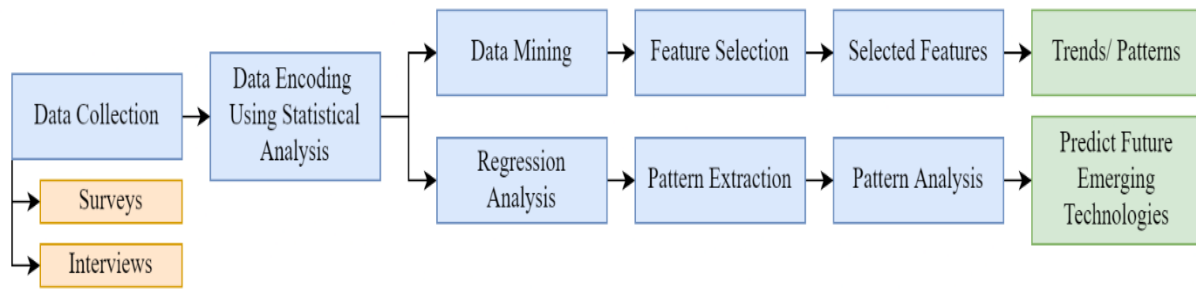 Data Collection
Surveys
Interviews
Data Encoding
Using Statistical
Analysis
Data Mining
Feature Selection
Selected Features
Trends/ Patterns
Regression
Analysis
Pattern Extraction
Pattern Analysis
Predict Future
Emerging
Technologies